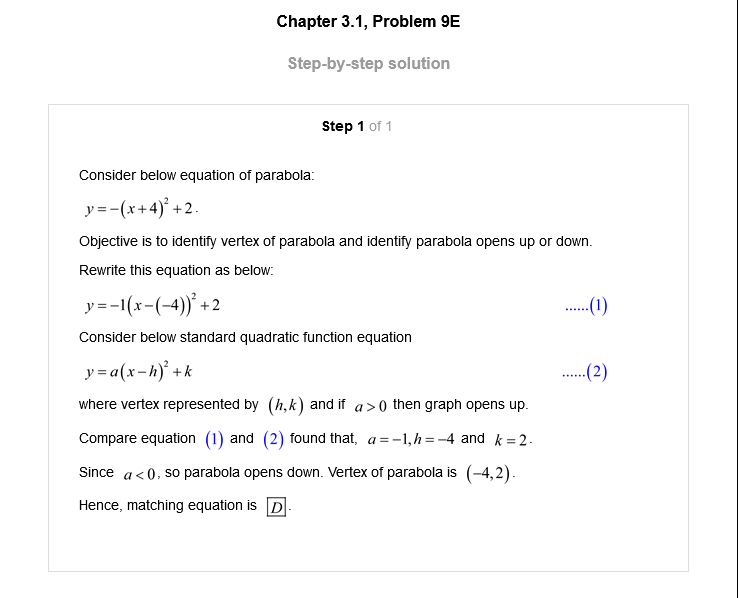 Chapter 3.1, Problem 9E
Step-by-step solution
Step 1 of 1
Consider below equation of parabola:
y = −(x+4)² + 2.
Objective is to identify vertex of parabola and identify parabola opens up or down.
Rewrite this equation as below:
y = −1(x−(−4))² + 2 ......(1)
Consider below standard quadratic function equation
y = a(x−h)² + k ......(2)
where vertex represented by (h,k) and if a > 0 then graph opens up.
Compare equation (1) and (2) found that, a = −1, h = −4 and k = 2.
Since a < 0, so parabola opens down. Vertex of parabola is (−4,2).
Hence, matching equation is D.